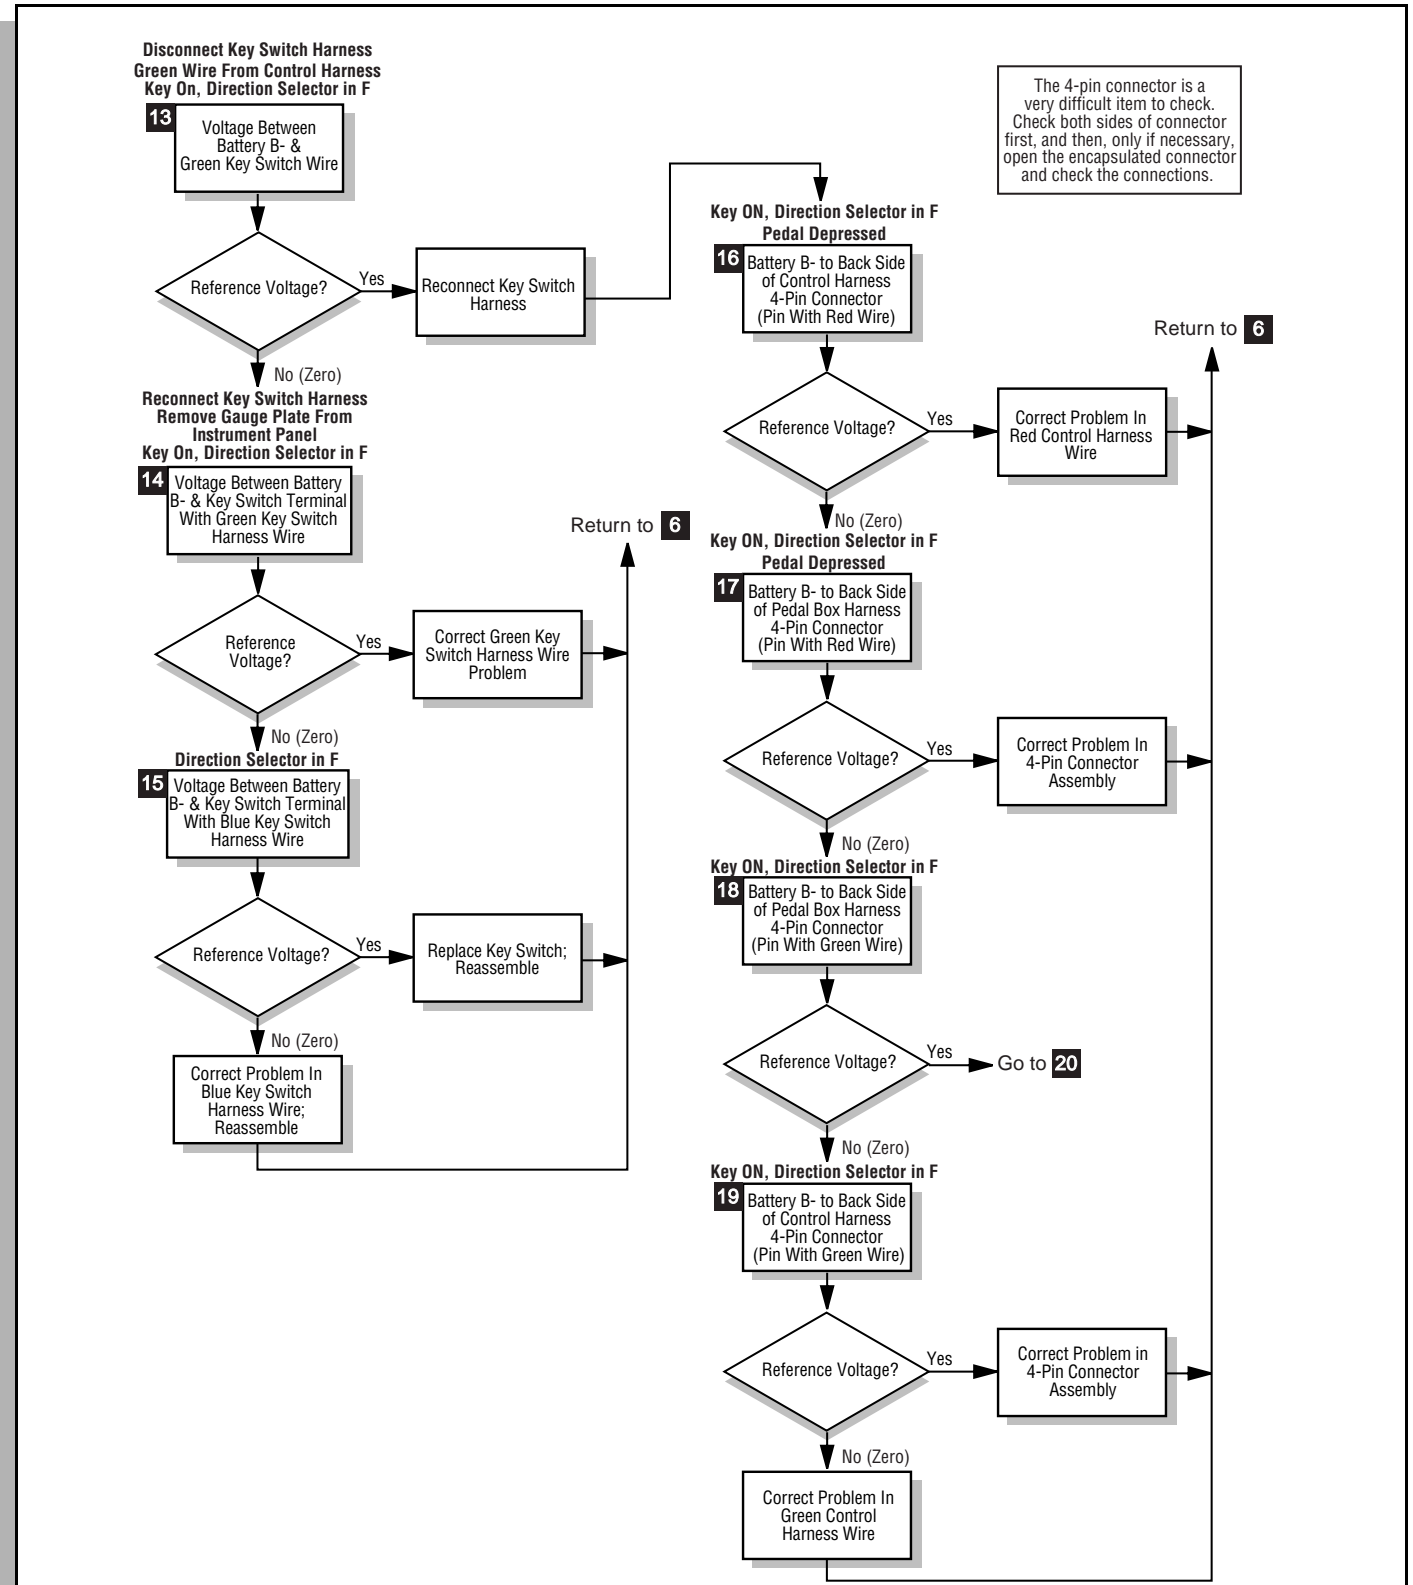 Disconnect Key Switch Harness
Green Wire From Control Harness
Key On, Direction Selector in F
13
Voltage Between
Battery B- &
Green Key Switch Wire
Reference Voltage?
Yes
Reconnect Key Switch
Harness
No (Zero)
Reconnect Key Switch Harness
Remove Gauge Plate From
Instrument Panel
Key On, Direction Selector in F
14
Voltage Between Battery
B- & Key Switch Terminal
With Green Key Switch
Harness Wire
Reference
Voltage?
Yes
Correct Green Key
Switch Harness Wire
Problem
Return to 6
No (Zero)
Direction Selector in F
15
Voltage Between Battery
B- & Key Switch Terminal
With Blue Key Switch
Harness Wire
Reference Voltage?
Yes
Replace Key Switch;
Reassemble
No (Zero)
Correct Problem In
Blue Key Switch
Harness Wire;
Reassemble
The 4-pin connector is a
very difficult item to check.
Check both sides of connector
first, and then, only if necessary,
open the encapsulated connector
and check the connections.
Key ON, Direction Selector in F
Pedal Depressed
16
Battery B- to Back Side
of Control Harness
4-Pin Connector
(Pin With Red Wire)
Return to 6
Reference Voltage?
Yes
Correct Problem In
Red Control Harness
Wire
No (Zero)
Key ON, Direction Selector in F
Pedal Depressed
17
Battery B- to Back Side
of Pedal Box Harness
4-Pin Connector
(Pin With Red Wire)
Reference Voltage?
Yes
Correct Problem In
4-Pin Connector
Assembly
No (Zero)
Key ON, Direction Selector in F
18
Battery B- to Back Side
of Pedal Box Harness
4-Pin Connector
(Pin With Green Wire)
Reference Voltage?
Yes
Go to 20
No (Zero)
Key ON, Direction Selector in F
19
Battery B- to Back Side
of Control Harness
4-Pin Connector
(Pin With Green Wire)
Reference Voltage?
Yes
Correct Problem in
4-Pin Connector
Assembly
No (Zero)
Correct Problem In
Green Control
Harness Wire